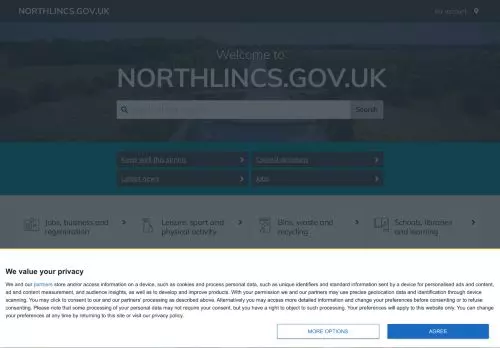 NORTHLINCS.GOV.UK
My account
Welcome to
NORTHLINCS.GOV.UK
Search
Keep well this spring
Council elections
Latest news
Jobs
Jobs, business and
regeneration
Leisure, sport and
physical activity
Bins, waste and
recycling
Schools, libraries
and learning
We value your privacy
We and our partners store and/or access information on a device, such as cookies and process personal data, such as unique identifiers and standard information sent by a device for personalised ads and content,
ad and content measurement, and audience insights, as well as to develop and improve products. With your permission we and our partners may use precise geolocation data and identification through device
scanning. You may click to consent to our and our partners' processing as described above. Alternatively you may access more detailed information and change your preferences before consenting or to refuse
consenting. Please note that some processing of your personal data may not require your consent, but you have a right to object to such processing. Your preferences will apply to this website only. You can change
your preferences at any time by returning to this site or visit our privacy policy.
MORE OPTIONS
AGREE